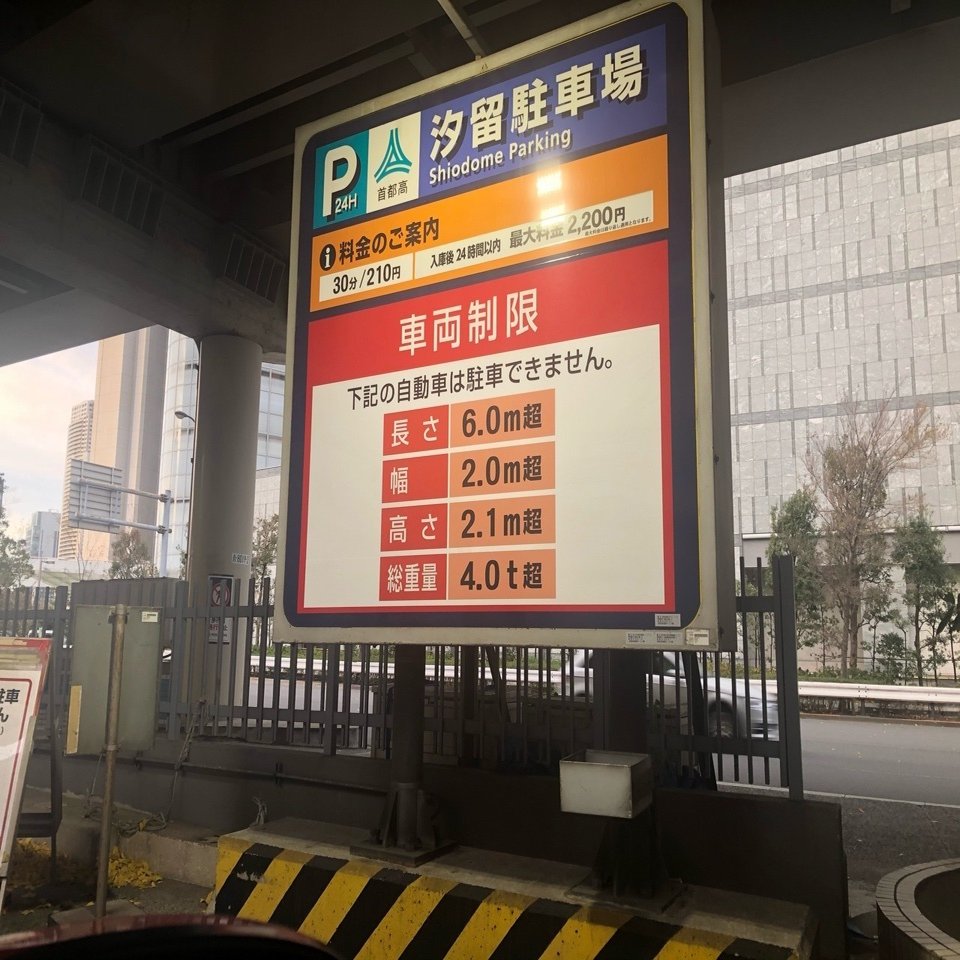 P
24H
首都高
汐留駐車場
Shiodome Parking
i 料金のご案内
30分/210円
入庫後24時間以内 最大料金2,200円
車両制限
下記の自動車は駐車できません。
長さ 6.0m超
幅 2.0m超
高さ 2.1m超
総重量 4.0t超
駐車